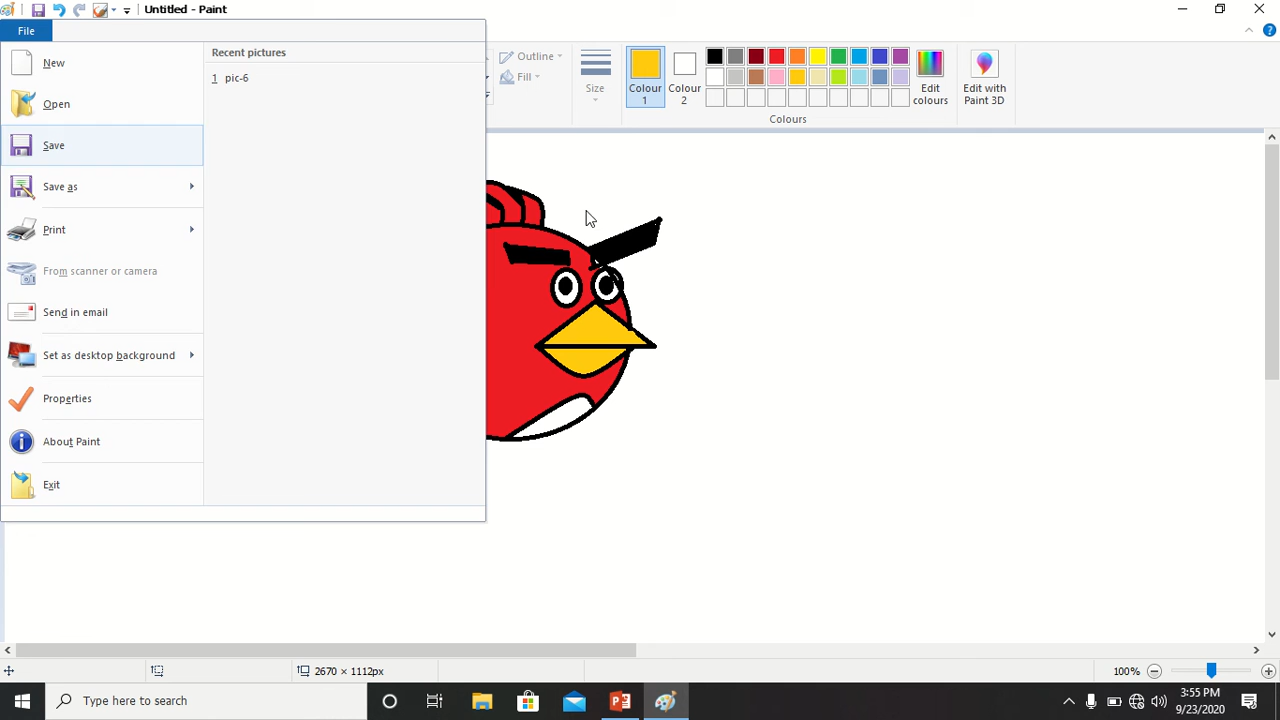 Untitled - Paint
File
Recent pictures
New
1 pic-6
Open
Save
Save as
Print
From scanner or camera
Send in email
Set as desktop background
Properties
About Paint
Exit
Outline
Fill
Size
Colour 1
Colour 2
Edit colours
Edit with Paint 3D
Colours
2670 × 1112px
100%
Type here to search
3:55 PM
9/23/2020